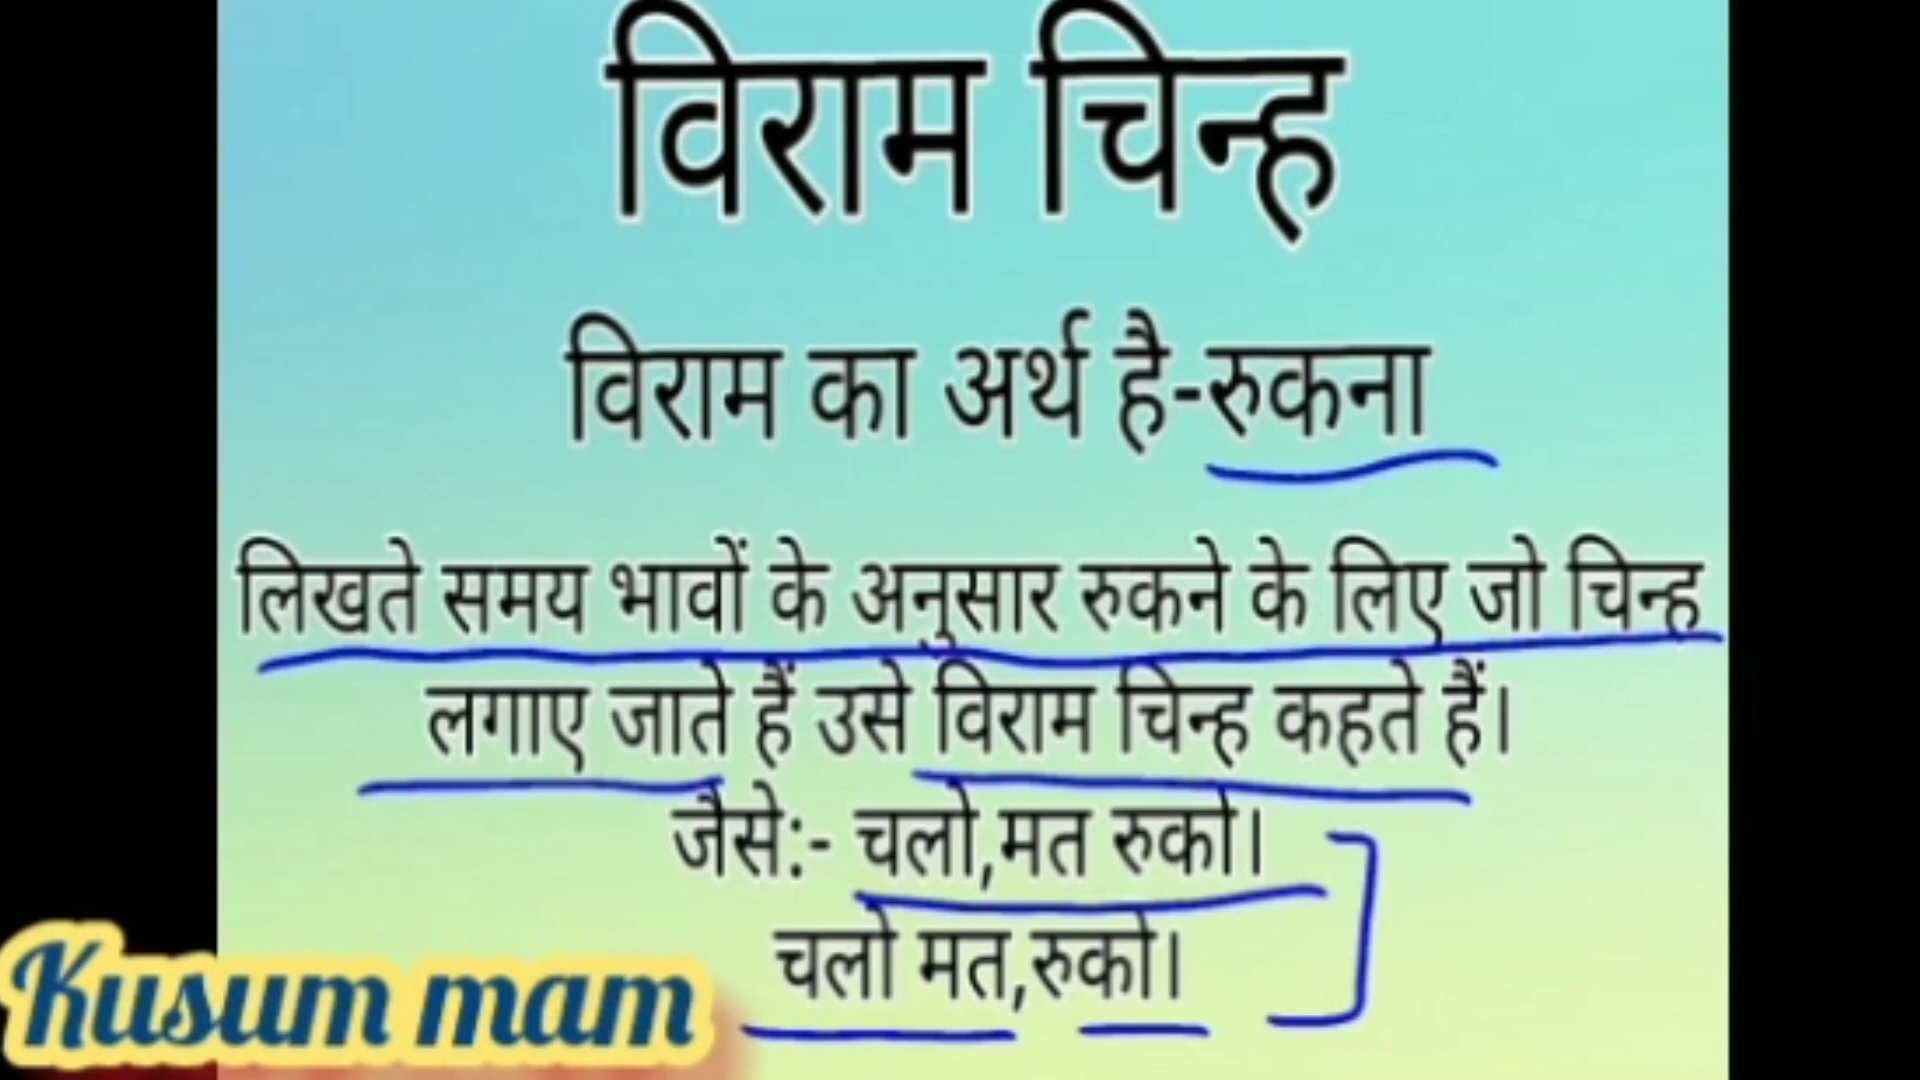 विराम चिन्ह
विराम का अर्थ है-रुकना
लिखते समय भावों के अनुसार रुकने के लिए जो चिन्ह
लगाए जाते हैं उसे विराम चिन्ह कहते हैं।
जैसे:- चलो,मत रुको।
चलो मत,रुको।
Kusum mam